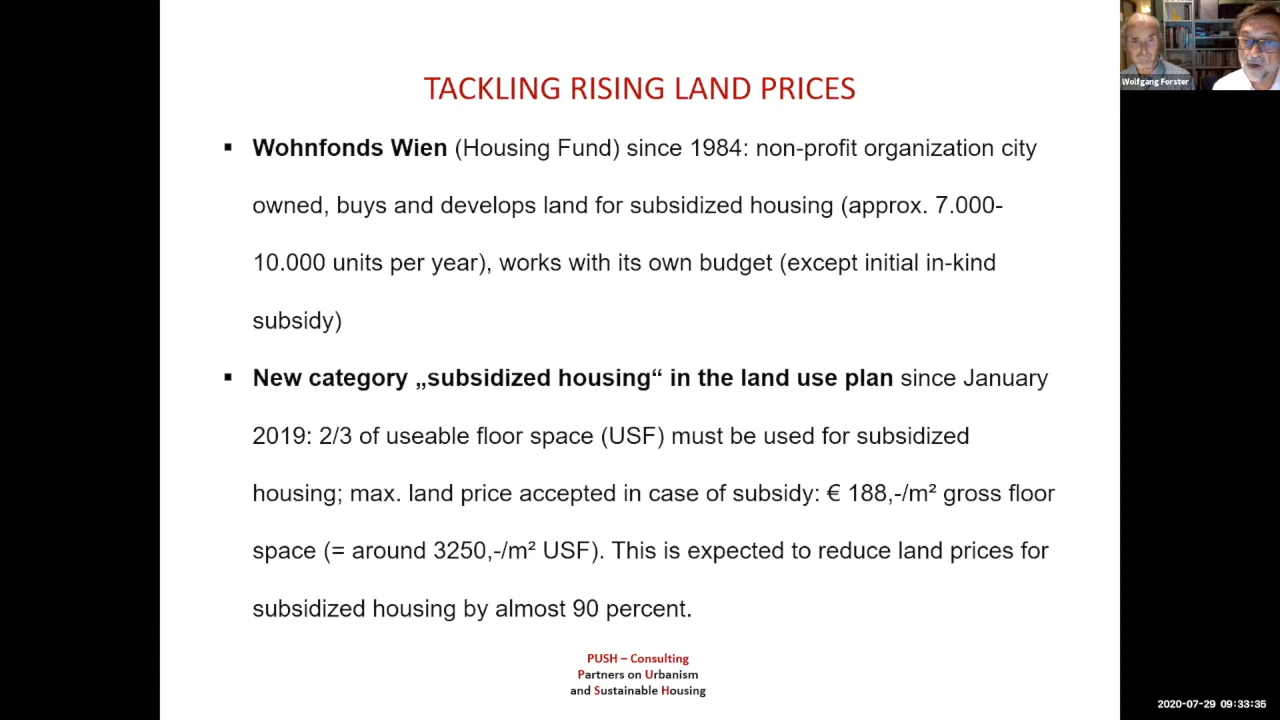 Wolfgang Forster
TACKLING RISING LAND PRICES
▪ Wohnfonds Wien (Housing Fund) since 1984: non-profit organization city
owned, buys and develops land for subsidized housing (approx. 7.000-
10.000 units per year), works with its own budget (except initial in-kind
subsidy)
▪ New category „subsidized housing“ in the land use plan since January
2019: 2/3 of useable floor space (USF) must be used for subsidized
housing; max. land price accepted in case of subsidy: € 188,-/m² gross floor
space (= around 3250,-/m² USF). This is expected to reduce land prices for
subsidized housing by almost 90 percent.
PUSH – Consulting
Partners on Urbanism
and Sustainable Housing
2020-07-29 09:33:35